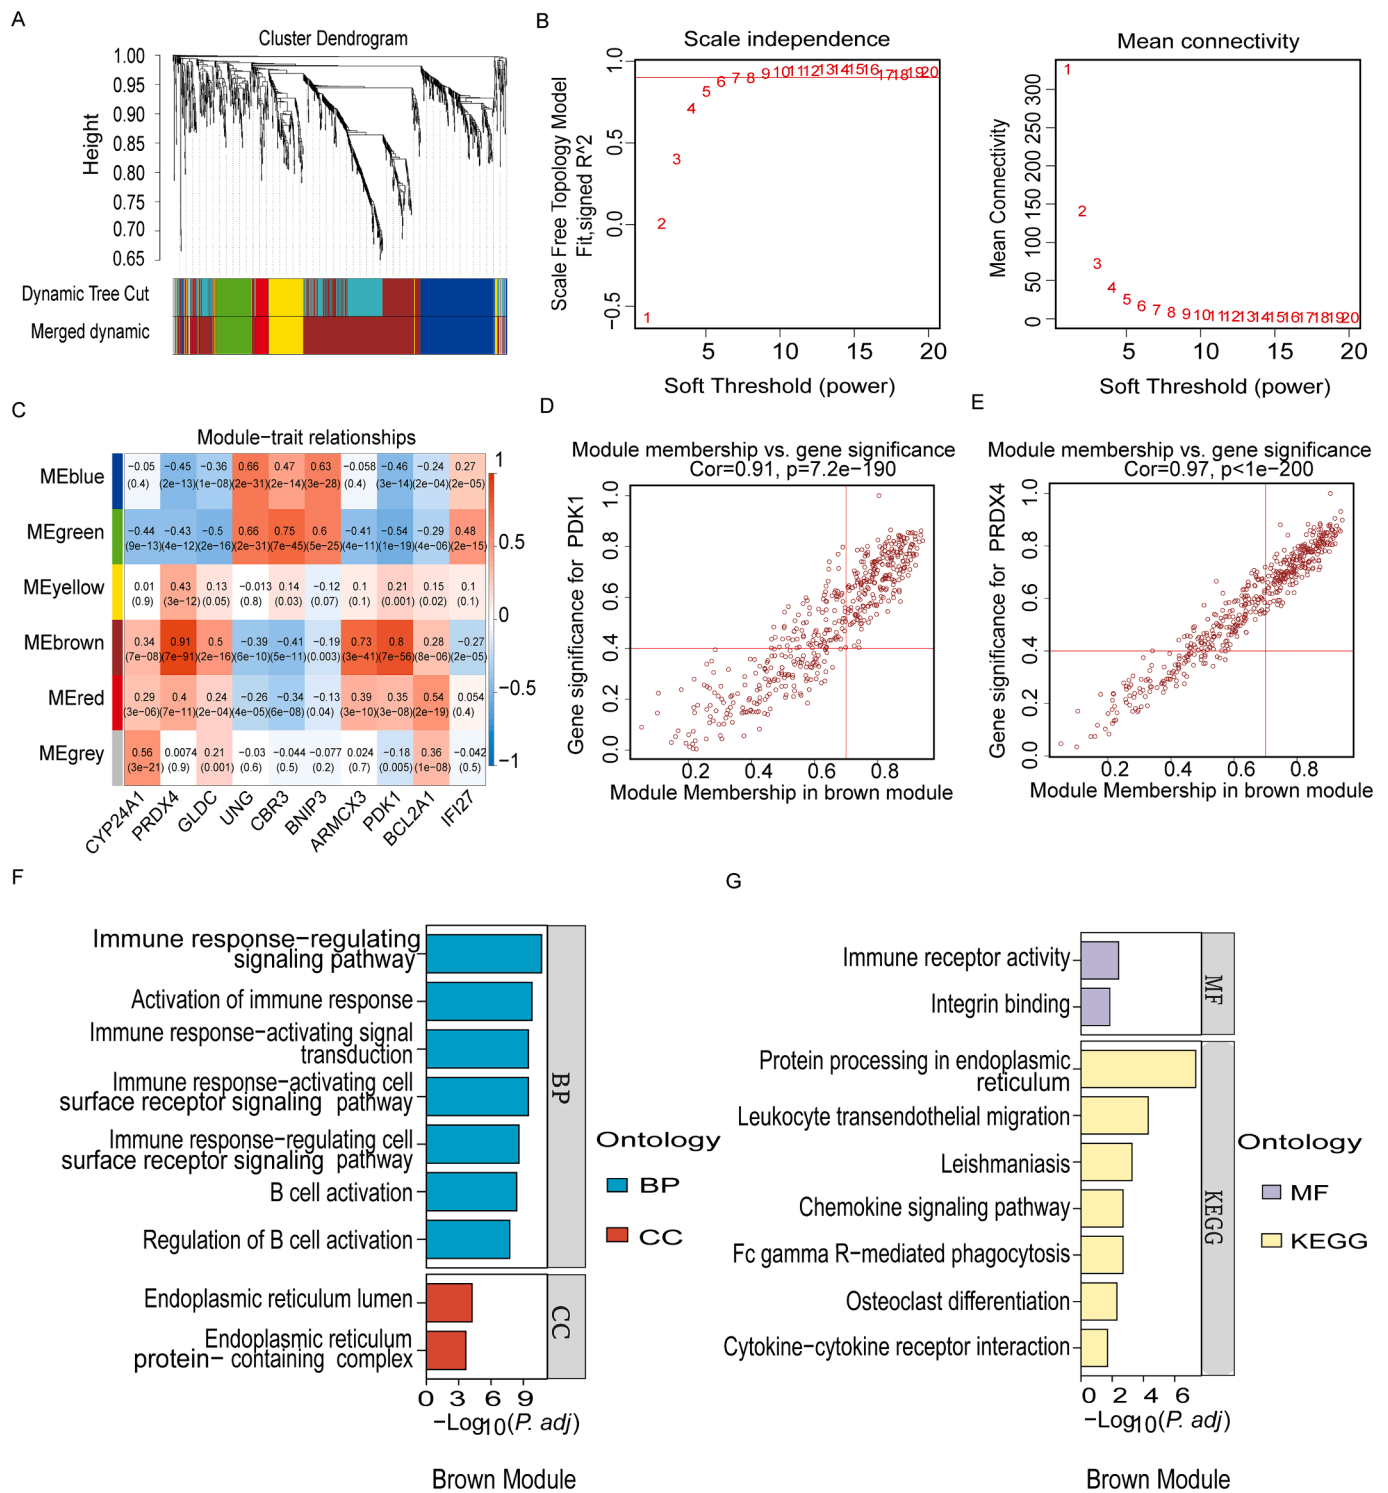 A
Cluster Dendrogram
Height
1.00
0.95
0.90
0.85
0.80
0.75
0.70
0.65
Dynamic Tree Cut
Merged dynamic
B
Scale independence
Scale Free Topology Model
Fit,signed R^2
1.0
0.5
0.0
−0.5
1 2 3 4 5 6 7 8 9 10 11 12 13 14 15 16 17 18 19 20
5 10 15 20
Soft Threshold (power)
Mean connectivity
Mean Connectivity
300
250
200
150
100
50
0
1 2 3 4 5 6 7 8 9 10 11 12 13 14 15 16 17 18 19 20
5 10 15 20
Soft Threshold (power)
C
Module−trait relationships
MEblue −0.05 −0.45 −0.36 0.66 0.47 0.63 −0.058 −0.46 −0.24 0.27
(0.4) (2e−13) (1e−08) (2e−31) (2e−14) (3e−28) (0.4) (3e−14) (2e−04) (2e−05)
MEgreen −0.44 −0.43 −0.5 0.66 0.75 0.6 −0.41 −0.54 −0.29 0.48
(9e−13) (4e−12) (2e−16) (2e−31) (7e−45) (5e−25) (4e−11) (1e−19) (4e−06) (2e−15)
MEyellow 0.01 0.43 0.13 −0.013 0.14 −0.12 0.1 0.21 0.15 0.1
(0.9) (3e−12) (0.05) (0.8) (0.03) (0.07) (0.1) (0.001) (0.02) (0.1)
MEbrown 0.34 0.91 0.5 −0.39 −0.41 −0.19 0.73 0.8 0.28 −0.27
(7e−08) (7e−91) (2e−16) (6e−10) (5e−11) (0.003) (3e−41) (7e−56) (8e−06) (2e−05)
MEred 0.29 0.4 0.24 −0.26 −0.34 −0.13 0.39 0.35 0.54 0.054
(3e−06) (7e−11) (2e−04) (4e−05) (6e−08) (0.04) (3e−10) (3e−08) (2e−19) (0.4)
MEgrey 0.56 0.0074 0.21 −0.03 −0.044 −0.077 0.024 −0.18 0.36 −0.042
(3e−21) (0.9) (0.001) (0.6) (0.5) (0.2) (0.7) (0.005) (1e−08) (0.5)
CYP24A1 PRDX4 GLDC UNG CBR3 BNIP3 ARMCX3 PDK1 BCL2A1 IFI27
1
0.5
0
−0.5
−1
D
Module membership vs. gene significance
Cor=0.91, p=7.2e−190
Gene significance for PDK1
1.0
0.8
0.6
0.4
0.2
0.0
0.2 0.4 0.6 0.8
Module Membership in brown module
E
Module membership vs. gene significance
Cor=0.97, p<1e−200
Gene significance for PRDX4
1.0
0.8
0.6
0.4
0.2
0.0
0.2 0.4 0.6 0.8
Module Membership in brown module
F
Immune response−regulating
signaling pathway
Activation of immune response
Immune response−activating signal
transduction
Immune response−activating cell
surface receptor signaling pathway
Immune response−regulating cell
surface receptor signaling pathway
B cell activation
Regulation of B cell activation
BP
Endoplasmic reticulum lumen
Endoplasmic reticulum
protein− containing complex
CC
0 3 6 9
−Log10(P. adj)
Ontology
BP
CC
Brown Module
G
Immune receptor activity
Integrin binding
MF
Protein processing in endoplasmic
reticulum
Leukocyte transendothelial migration
Leishmaniasis
Chemokine signaling pathway
Fc gamma R−mediated phagocytosis
Osteoclast differentiation
Cytokine−cytokine receptor interaction
KEGG
0 2 4 6
−Log10(P. adj)
Ontology
MF
KEGG
Brown Module